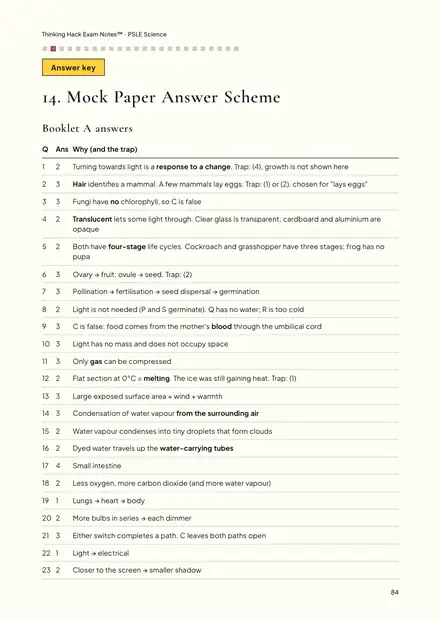 Thinking Hack Exam Notes™ · PSLE Science
Answer key
14. Mock Paper Answer Scheme
Booklet A answers
Q Ans Why (and the trap)
1 2 Turning towards light is a response to a change. Trap: (4), growth is not shown here
2 3 Hair identifies a mammal. A few mammals lay eggs. Trap: (1) or (2), chosen for "lays eggs"
3 3 Fungi have no chlorophyll, so C is false
4 2 Translucent lets some light through. Clear glass is transparent; cardboard and aluminium are
opaque
5 2 Both have four-stage life cycles. Cockroach and grasshopper have three stages; frog has no
pupa
6 3 Ovary → fruit; ovule → seed. Trap: (2)
7 3 Pollination → fertilisation → seed dispersal → germination
8 2 Light is not needed (P and S germinate). Q has no water; R is too cold
9 3 C is false: food comes from the mother's blood through the umbilical cord
10 3 Light has no mass and does not occupy space
11 3 Only gas can be compressed
12 2 Flat section at 0°C = melting. The ice was still gaining heat. Trap: (1)
13 3 Large exposed surface area + wind + warmth
14 3 Condensation of water vapour from the surrounding air
15 2 Water vapour condenses into tiny droplets that form clouds
16 2 Dyed water travels up the water-carrying tubes
17 4 Small intestine
18 2 Less oxygen, more carbon dioxide (and more water vapour)
19 1 Lungs → heart → body
20 2 More bulbs in series → each dimmer
21 3 Either switch completes a path. C leaves both paths open
22 1 Light → electrical
23 2 Closer to the screen → smaller shadow
84